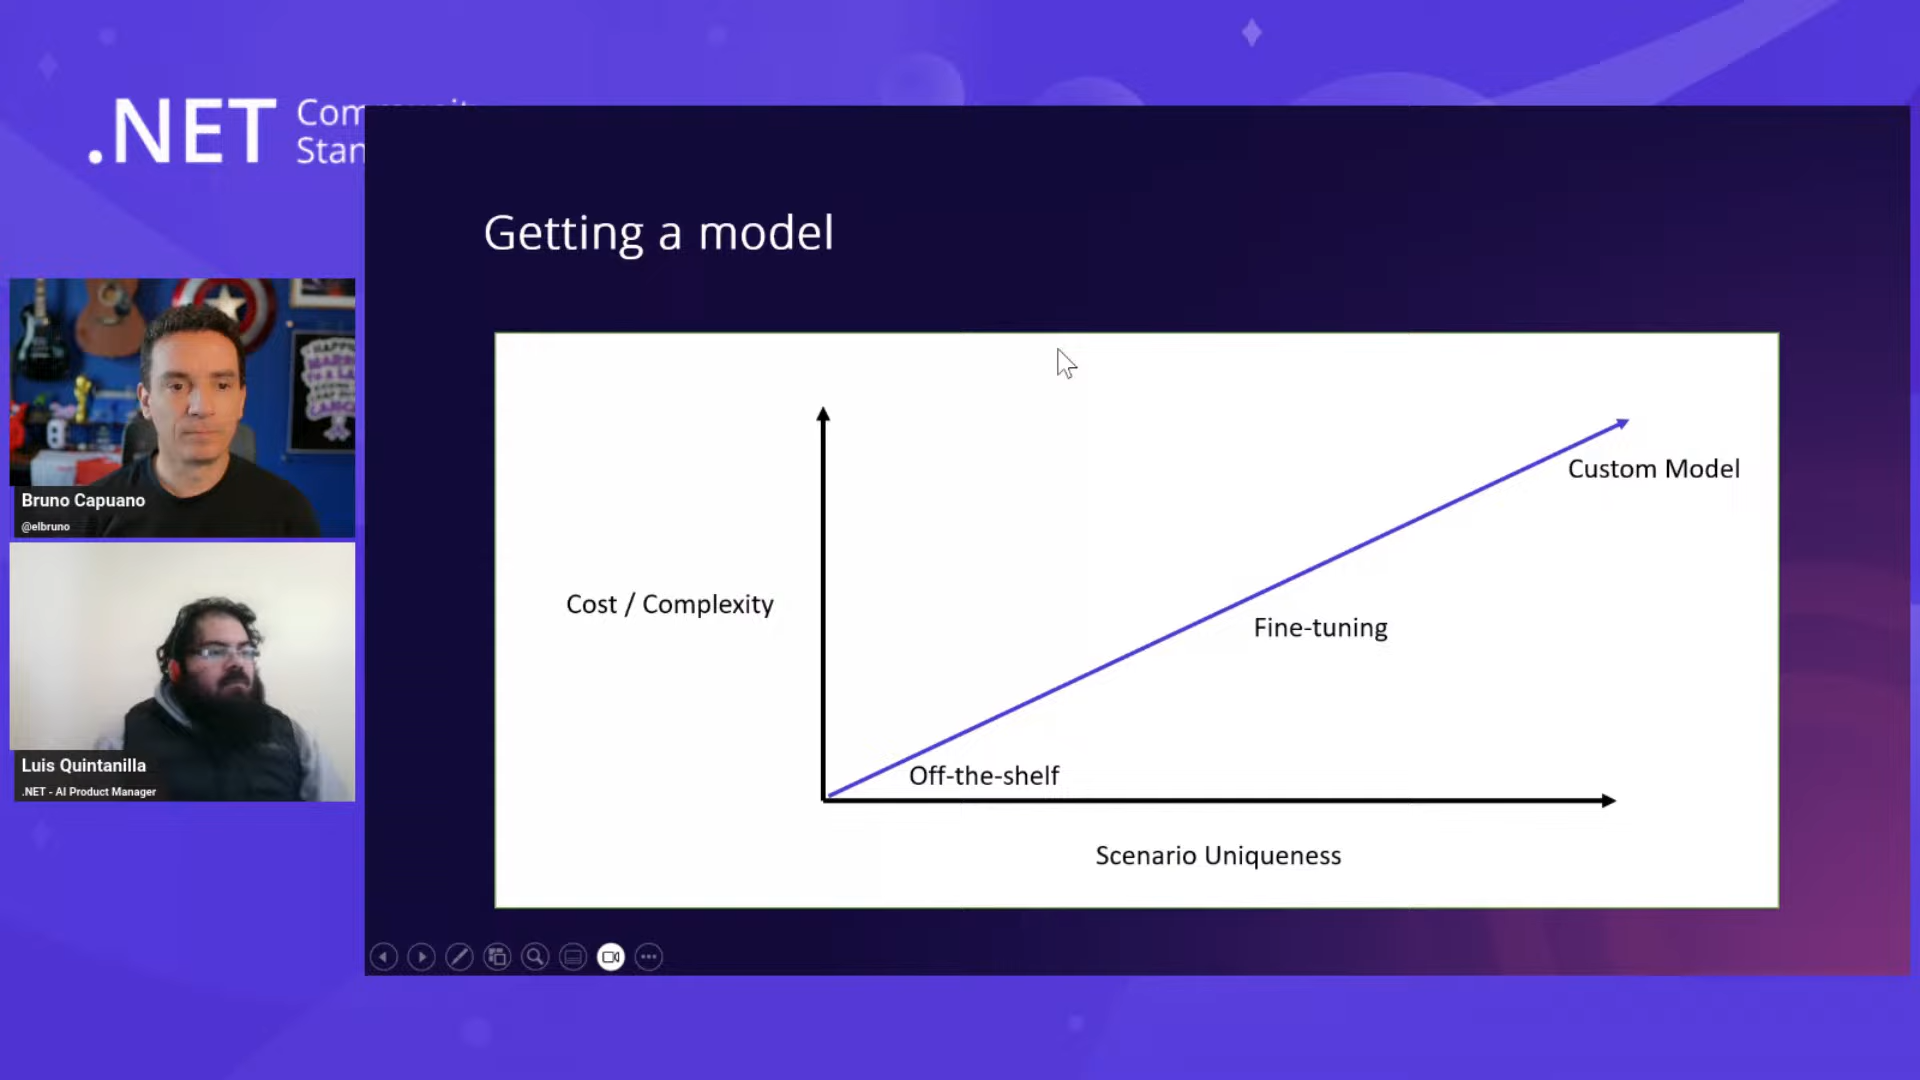 .NET
Getting a model
Cost / Complexity
Custom Model
Fine-tuning
Off-the-shelf
Scenario Uniqueness
Bruno Capuano
@elbruno
Luis Quintanilla
.NET - AI Product Manager